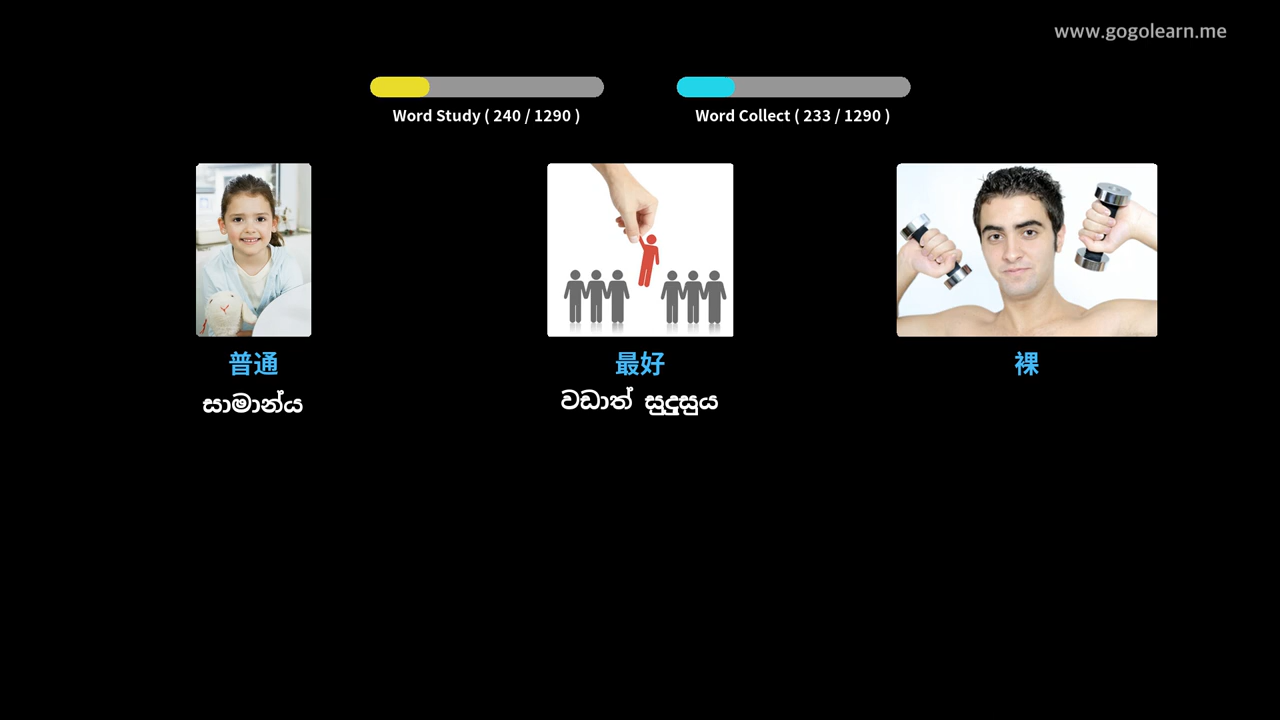 www.gogolearn.me
Word Study ( 240 / 1290 )
Word Collect ( 233 / 1290 )
普通
最好
裸
සාමාන්ය
වඩාත් සුදුසුය